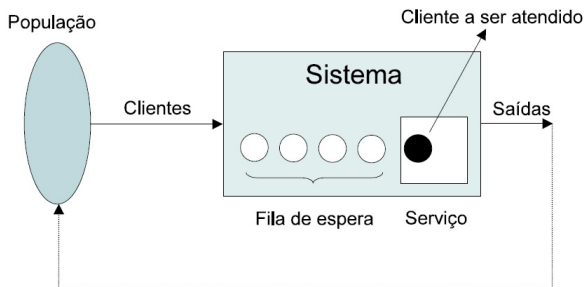 Cliente a ser atendido
População
Sistema
Clientes
Saídas
Fila de espera
Serviço